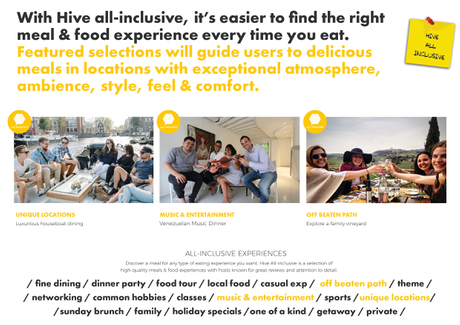 With Hive all-inclusive, it's easier to find the right
meal & food experience every time you eat.
Featured selections will guide users to delicious
meals in locations with exceptional atmosphere,
ambience, style, feel & comfort.
HIVE
ALL
INCLUSIVE
UNIQUE LOCATIONS
Luxurious houseboat dining
MUSIC & ENTERTAINMENT
Venezuelan Music Dinner
OFF BEATEN PATH
Explore a family vineyard
ALL-INCLUSIVE EXPERIENCES
Discover a meal for any type of eating experience you want. Hive All inclusive is a selection of
high-quality meals & food experiences with hosts known for great reviews and attention to detail.
/ fine dining / dinner party / food tour / local food / casual exp / off beaten path / theme /
/ networking / common hobbies / classes / music & entertainment / sports /unique locations/
/sunday brunch / family / holiday specials /one of a kind / getaway / private /